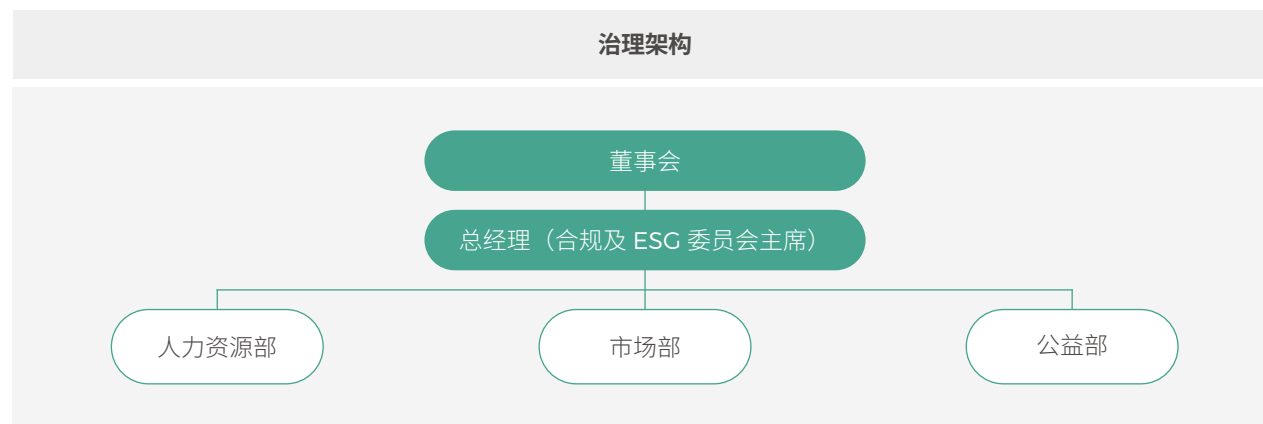 治理架构
董事会
总经理（合规及 ESG 委员会主席）
人力资源部
市场部
公益部